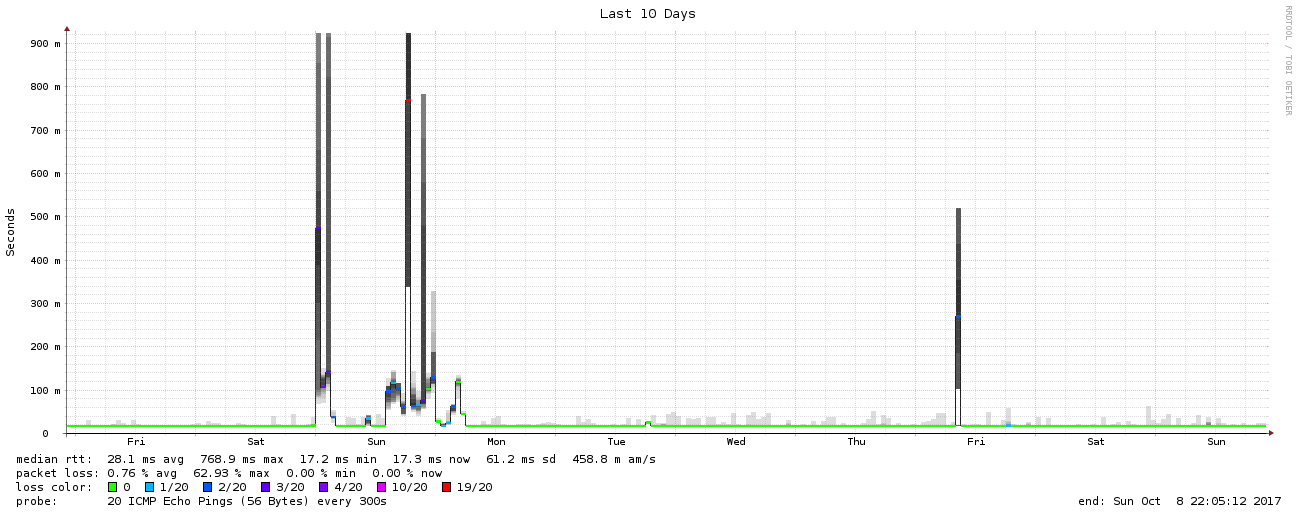 Last 10 Days
RRDTOOL / TOBI OETIKER
Seconds
900 m
800 m
700 m
600 m
500 m
400 m
300 m
200 m
100 m
0
Fri Sat Sun Mon Tue Wed Thu Fri Sat Sun
median rtt: 28.1 ms avg 768.9 ms max 17.2 ms min 17.3 ms now 61.2 ms sd 458.8 m am/s
packet loss: 0.76 % avg 62.93 % max 0.00 % min 0.00 % now
loss color: 0 1/20 2/20 3/20 4/20 10/20 19/20
probe: 20 ICMP Echo Pings (56 Bytes) every 300s end: Sun Oct 8 22:05:12 2017